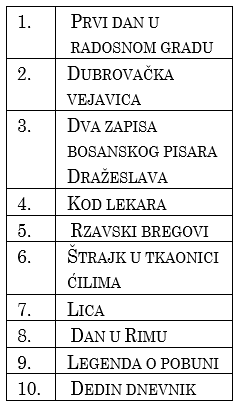 1. PRVI DAN U
RADOSNOM GRADU
2. DUBROVAČKA
VEJAVICA
3. DVA ZAPISA
BOSANSKOG PISARA
DRAŽESLAVA
4. KOD LEKARA
5. RZAVSKI BREGOVI
6. ŠTRAJK U TKAONICI
ĆILIMA
7. LICA
8. DAN U RIMU
9. LEGENDA O POBUNI
10. DEDIN DNEVNIK